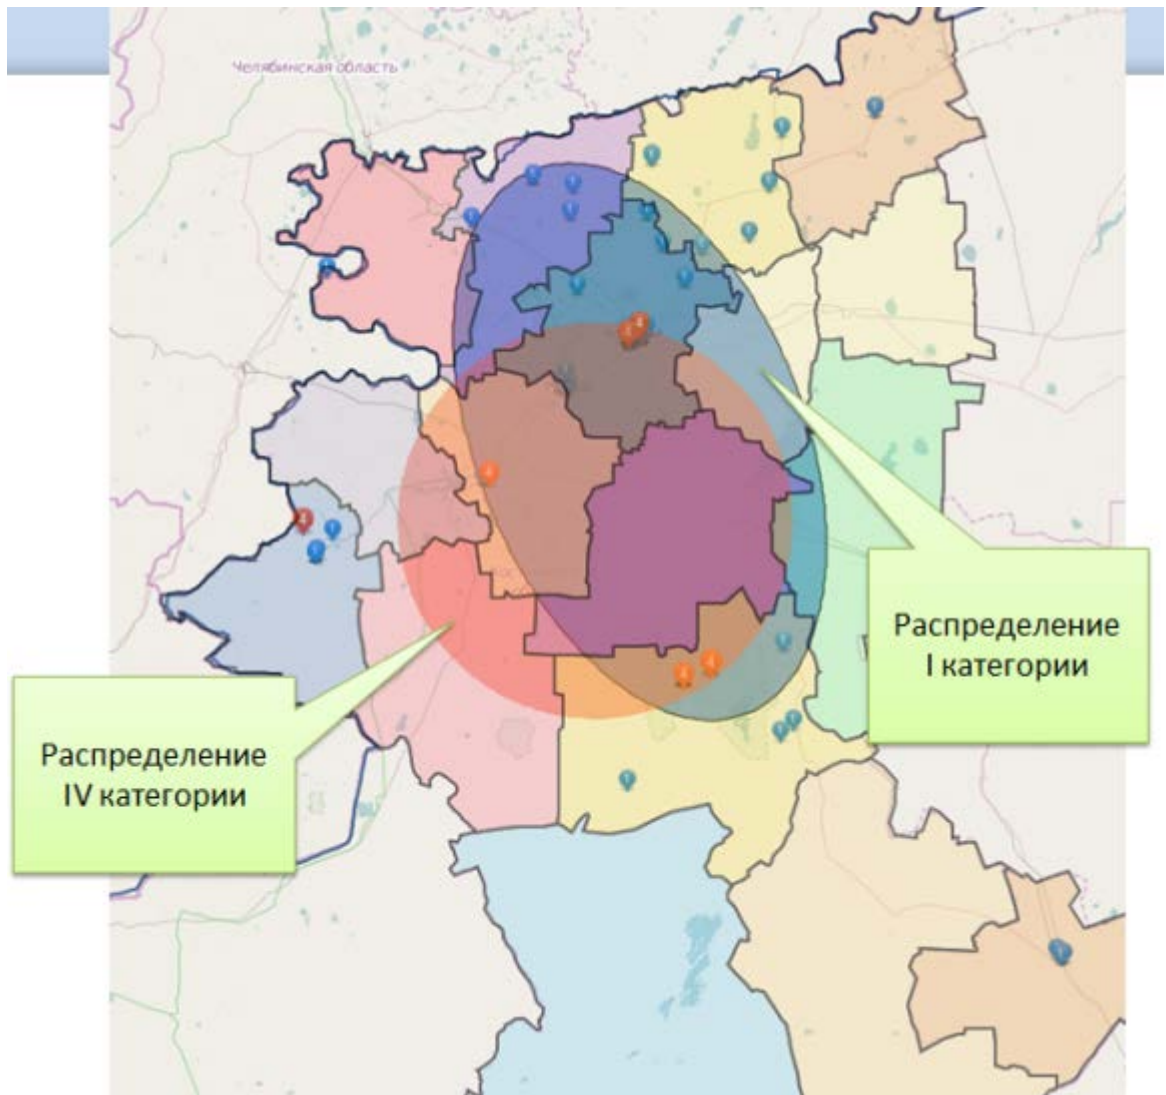 Челябинская область
Распределение
I категории
Распределение
IV категории